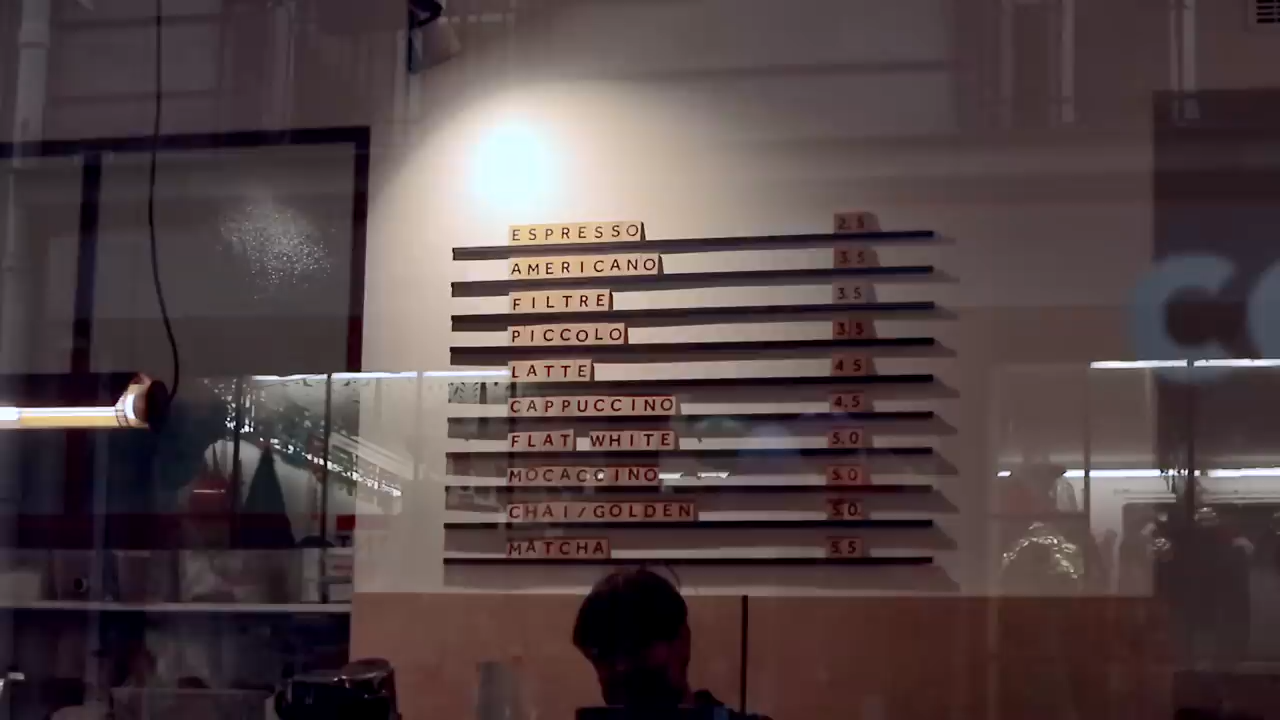 ESPRESSO 2.5
AMERICANO 3.5
FILTRE 3.5
PICCOLO 3.5
LATTE 4.5
CAPPUCCINO 4.5
FLAT WHITE 5.0
MOCACCINO 5.0
CHAI/GOLDEN 5.0
MATCHA 5.5